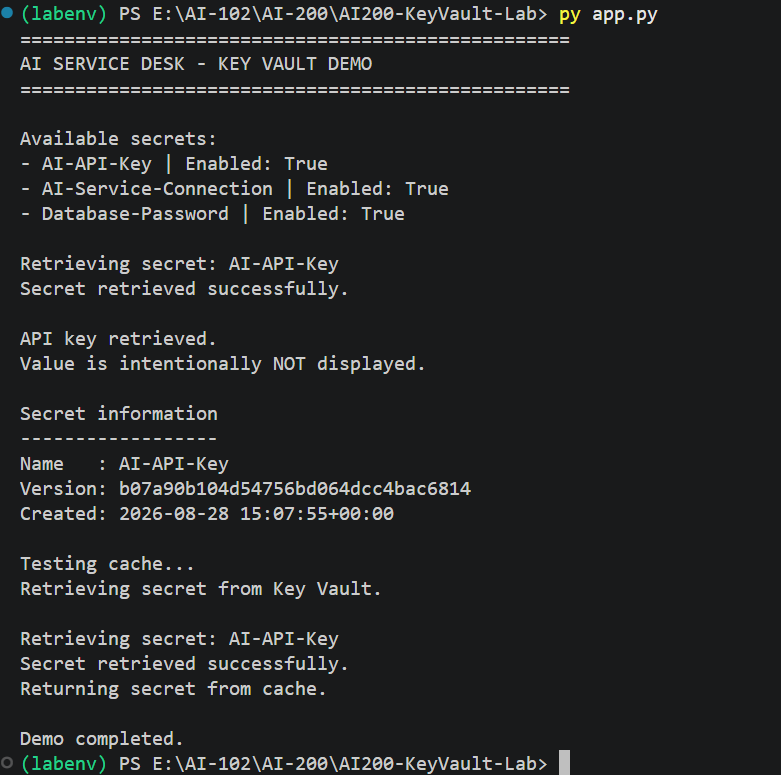 (labenv) PS E:\AI-102\AI-200\AI200-KeyVault-Lab> py app.py
==================================================
AI SERVICE DESK - KEY VAULT DEMO
==================================================
Available secrets:
- AI-API-Key | Enabled: True
- AI-Service-Connection | Enabled: True
- Database-Password | Enabled: True
Retrieving secret: AI-API-Key
Secret retrieved successfully.
API key retrieved.
Value is intentionally NOT displayed.
Secret information
------------------
Name   : AI-API-Key
Version: b07a90b104d54756bd064dcc4bac6814
Created: 2026-08-28 15:07:55+00:00
Testing cache...
Retrieving secret from Key Vault.
Retrieving secret: AI-API-Key
Secret retrieved successfully.
Returning secret from cache.
Demo completed.
(labenv) PS E:\AI-102\AI-200\AI200-KeyVault-Lab>